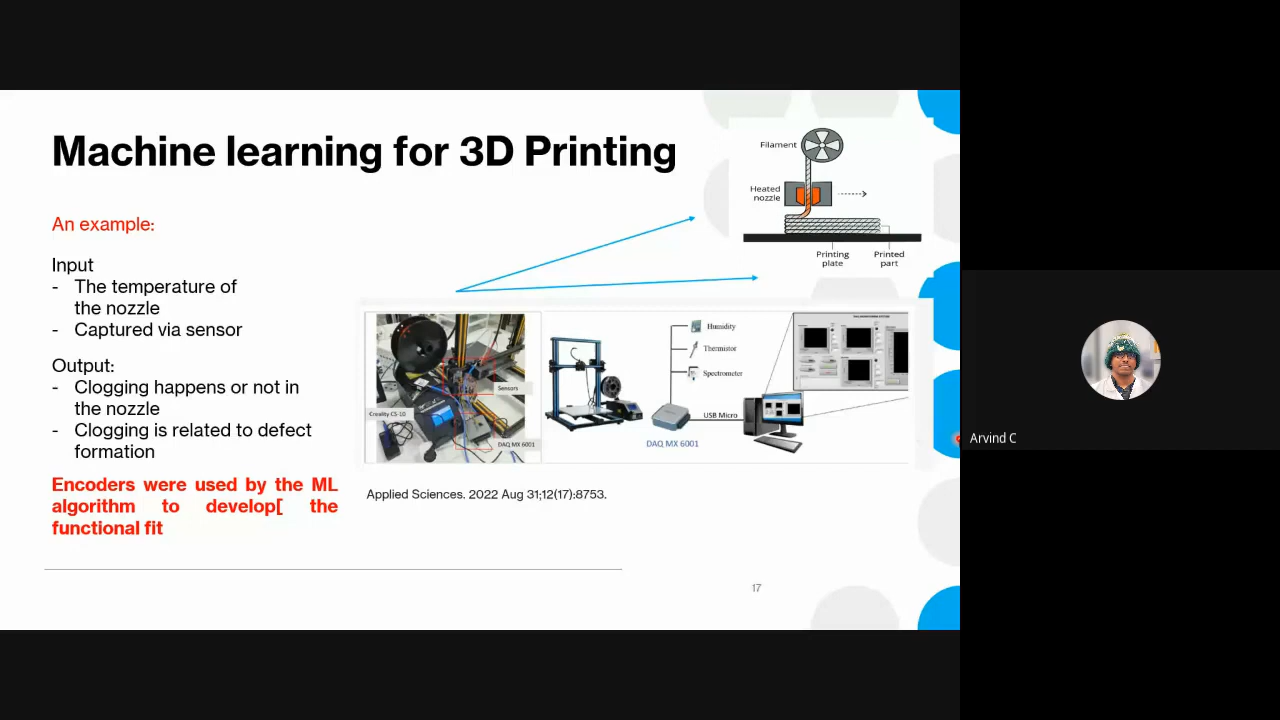 Machine learning for 3D Printing
Filament
Heated
nozzle
Printing
plate
Printed
part
An example:
Input
- The temperature of
the nozzle
- Captured via sensor
Output:
- Clogging happens or not in
the nozzle
- Clogging is related to defect
formation
Encoders were used by the ML
algorithm to develop[ the
functional fit
Sensors
Creality CS-10
DAQ MX 6001
Humidity
Thermistor
Spectrometer
USB Micro
DAQ MX 6001
Applied Sciences. 2022 Aug 31;12(17):8753.
17
Arvind C